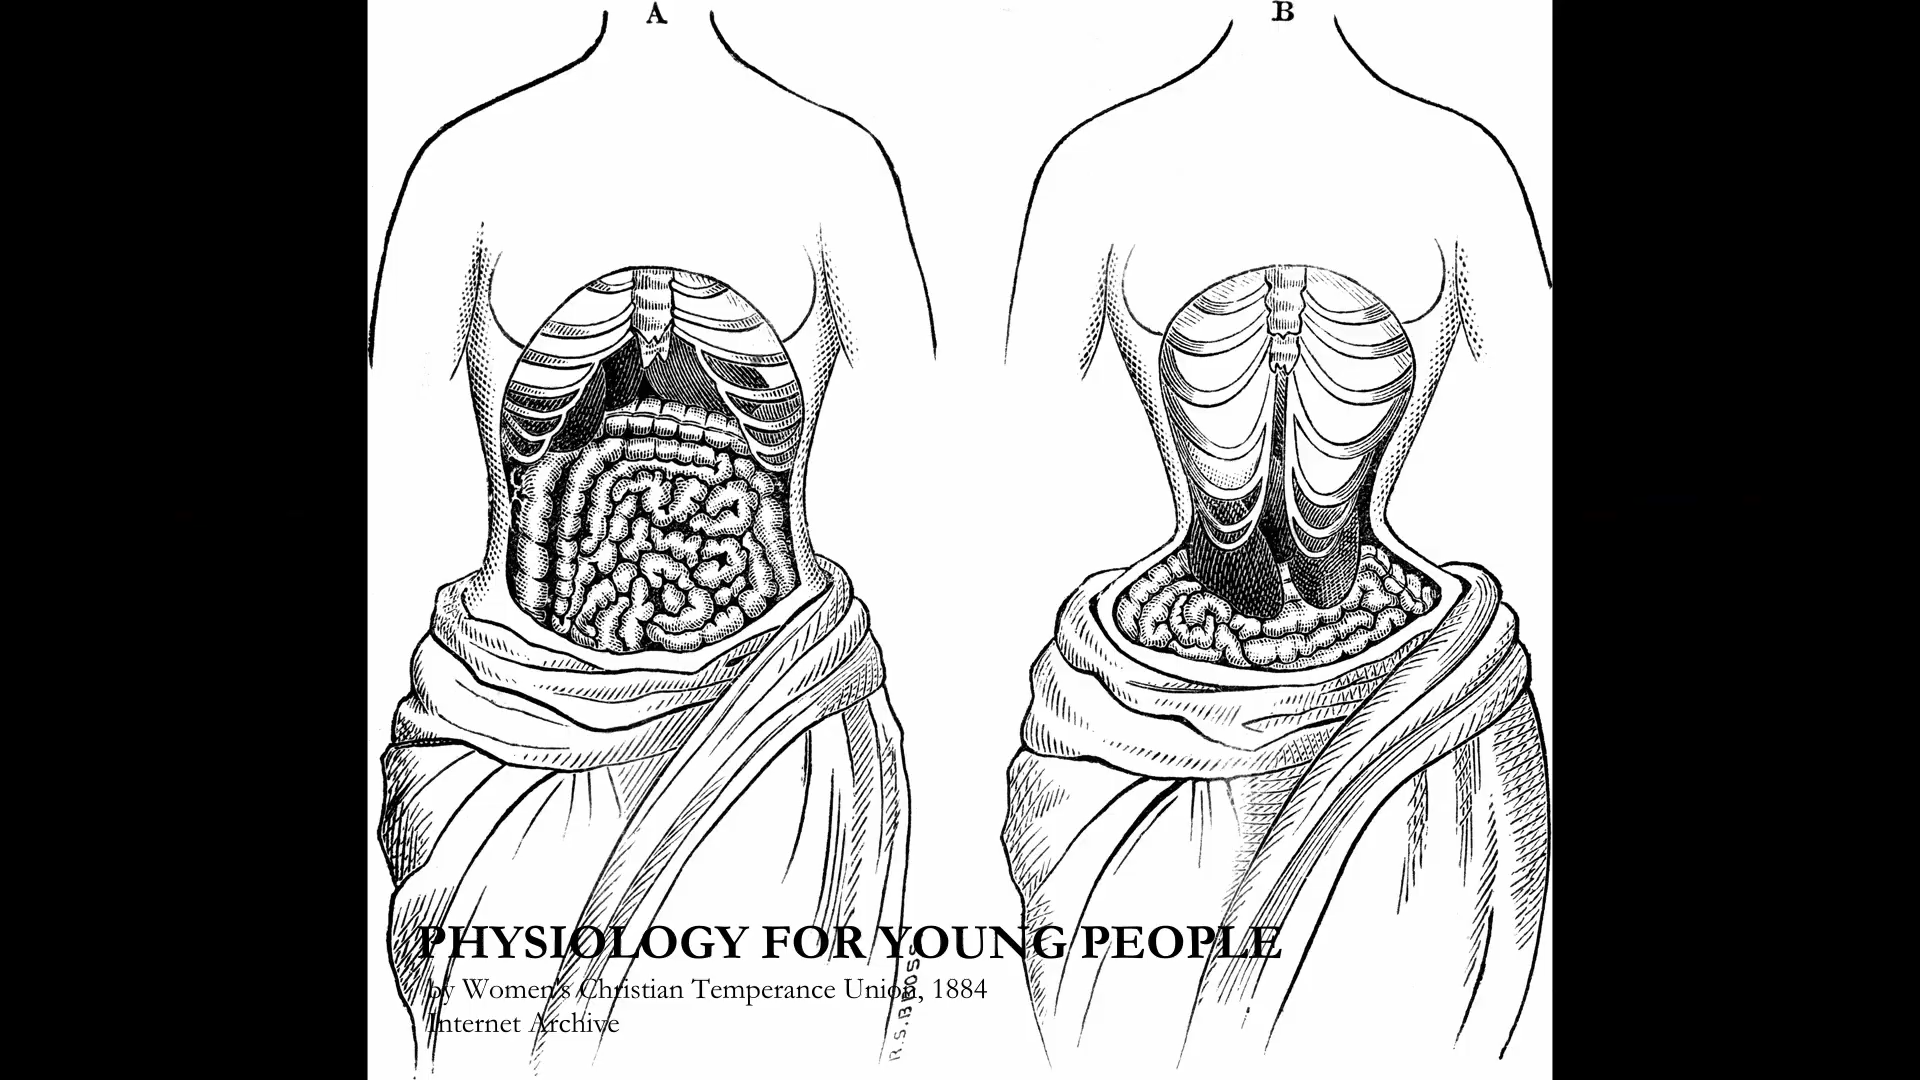 A
B
PHYSIOLOGY FOR YOUNG PEOPLE
by Women's Christian Temperance Union, 1884
Internet Archive